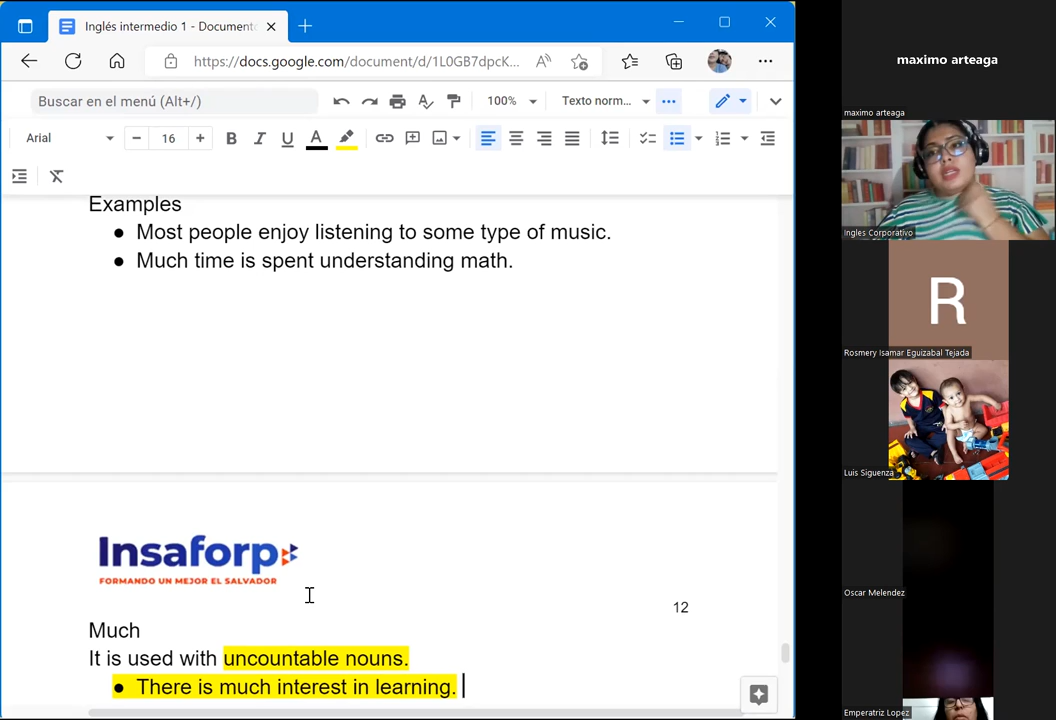 Inglés intermedio 1 - Document
https://docs.google.com/document/d/1L0GB7dpcK...
Buscar en el menú (Alt+/)
100%
Texto norm...
Arial
16
Examples
● Most people enjoy listening to some type of music.
● Much time is spent understanding math.
Insaforp
FORMANDO UN MEJOR EL SALVADOR
12
Much
It is used with uncountable nouns.
● There is much interest in learning.
maximo arteaga
maximo arteaga
Ingles Corporativo
R
Rosmery Isamar Eguizabal Tejada
Luis Siguenza
Oscar Melendez
Emperatriz Lopez